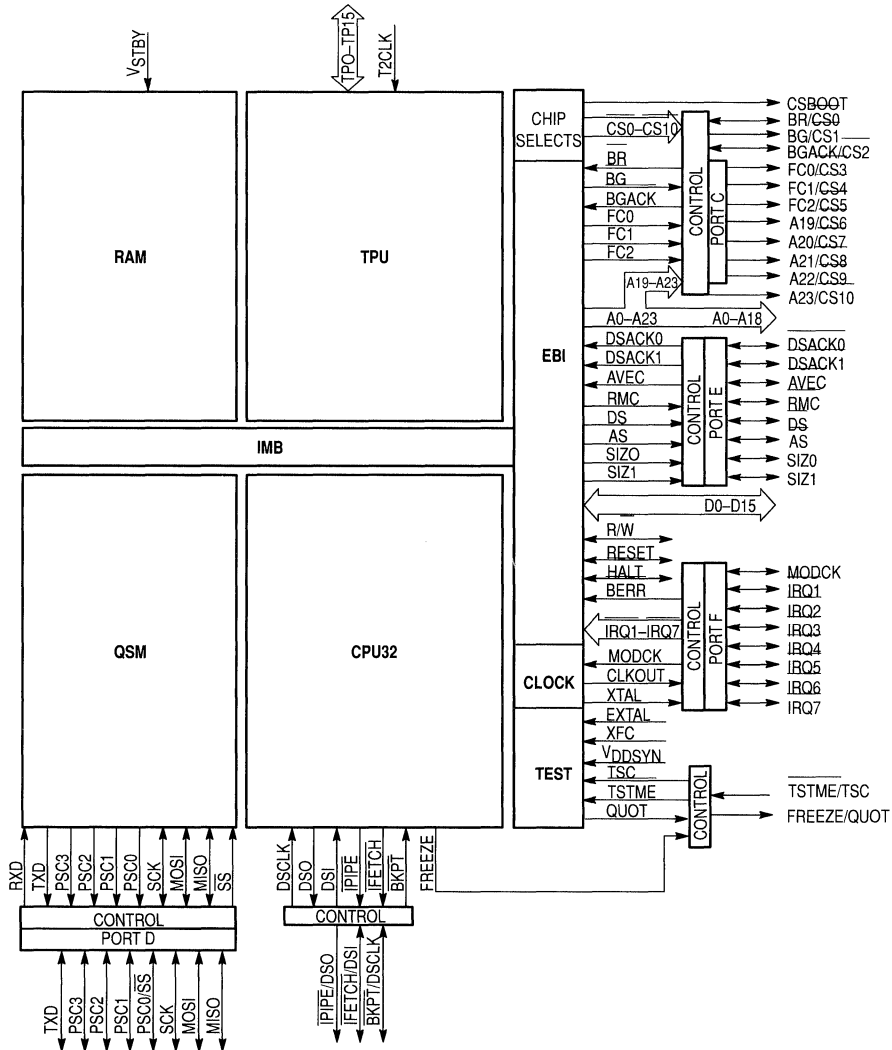 VSTBY
TPO–TP15
T2CLK
RAM
TPU
IMB
QSM
CPU32
CHIP
SELECTS
EBI
CLOCK
TEST
CS0–CS10
BR
BG
BGACK
FC0
FC1
FC2
A19–A23
A0–A23
A0–A18
CONTROL
PORT C
CSBOOT
BR/CS0
BG/CS1
BGACK/CS2
FC0/CS3
FC1/CS4
FC2/CS5
A19/CS6
A20/CS7
A21/CS8
A22/CS9
A23/CS10
DSACK0
DSACK1
AVEC
RMC
DS
AS
SIZO
SIZ1
CONTROL
PORT E
DSACK0
DSACK1
AVEC
RMC
DS
AS
SIZ0
SIZ1
D0–D15
R/W
RESET
HALT
BERR
IRQ1–IRQ7
MODCK
CLKOUT
XTAL
EXTAL
XFC
VDDSYN
TSC
TSTME
QUOT
CONTROL
PORT F
MODCK
IRQ1
IRQ2
IRQ3
IRQ4
IRQ5
IRQ6
IRQ7
CONTROL
TSTME/TSC
FREEZE/QUOT
RXD
TXD
PSC3
PSC2
PSC1
PSC0
SCK
MOSI
MISO
SS
CONTROL
PORT D
TXD
PSC3
PSC2
PSC1
PSC0/SS
SCK
MOSI
MISO
DSCLK
DSO
DSI
IPIPE
IFETCH
BKPT
FREEZE
CONTROL
IPIPE/DSO
IFETCH/DSI
BKPT/DSCLK